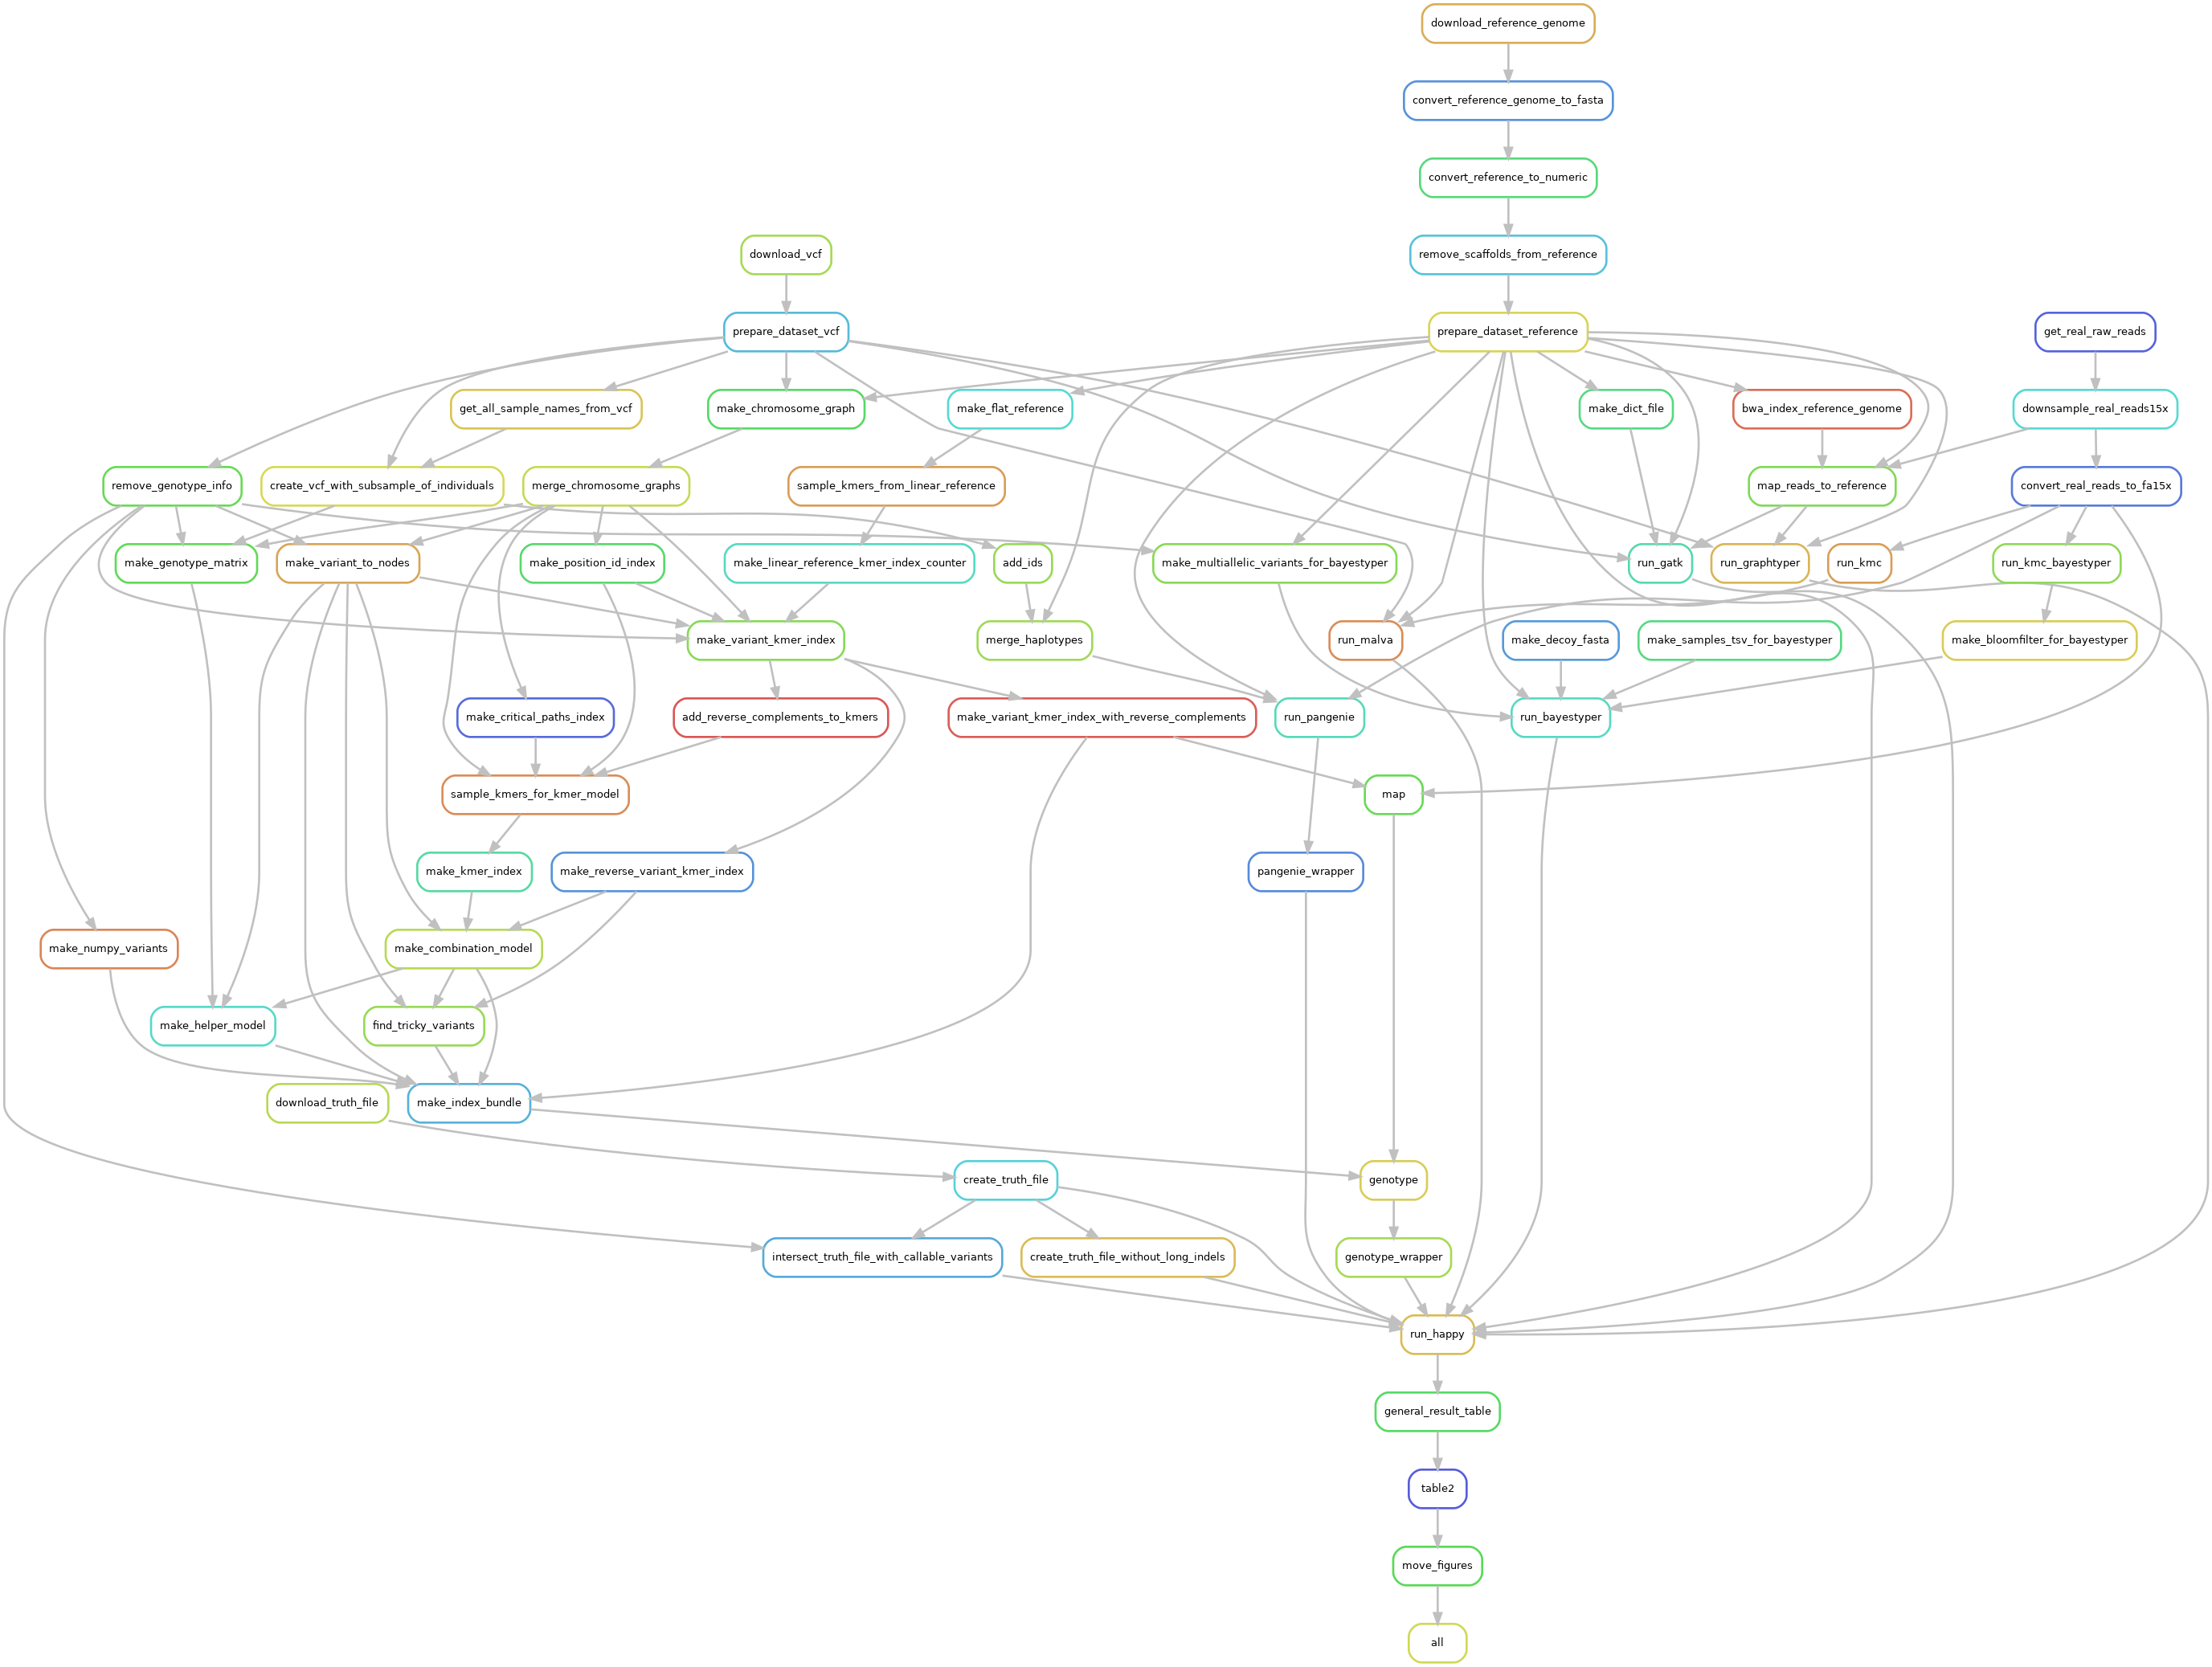 download_reference_genome
convert_reference_genome_to_fasta
convert_reference_to_numeric
download_vcf
remove_scaffolds_from_reference
prepare_dataset_vcf
prepare_dataset_reference
get_real_raw_reads
get_all_sample_names_from_vcf
make_chromosome_graph
make_flat_reference
make_dict_file
bwa_index_reference_genome
downsample_real_reads15x
remove_genotype_info
create_vcf_with_subsample_of_individuals
merge_chromosome_graphs
sample_kmers_from_linear_reference
map_reads_to_reference
convert_real_reads_to_fa15x
make_genotype_matrix
make_variant_to_nodes
make_position_id_index
make_linear_reference_kmer_index_counter
add_ids
make_multiallelic_variants_for_bayestyper
run_gatk
run_graphtyper
run_kmc
run_kmc_bayestyper
make_variant_kmer_index
merge_haplotypes
run_malva
make_decoy_fasta
make_samples_tsv_for_bayestyper
make_bloomfilter_for_bayestyper
make_critical_paths_index
add_reverse_complements_to_kmers
make_variant_kmer_index_with_reverse_complements
run_pangenie
run_bayestyper
sample_kmers_for_kmer_model
map
make_kmer_index
make_reverse_variant_kmer_index
pangenie_wrapper
make_numpy_variants
make_combination_model
make_helper_model
find_tricky_variants
download_truth_file
make_index_bundle
create_truth_file
genotype
intersect_truth_file_with_callable_variants
create_truth_file_without_long_indels
genotype_wrapper
run_happy
general_result_table
table2
move_figures
all